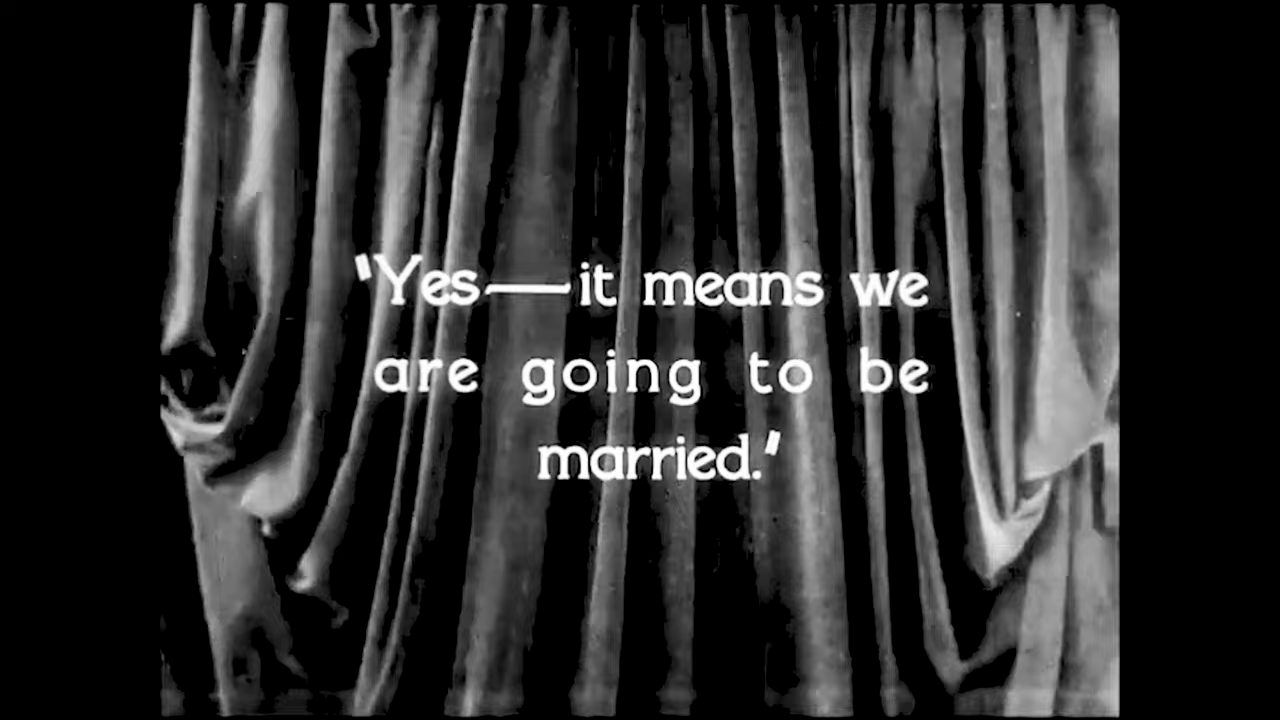 "Yes—it means we
are going to be
married."